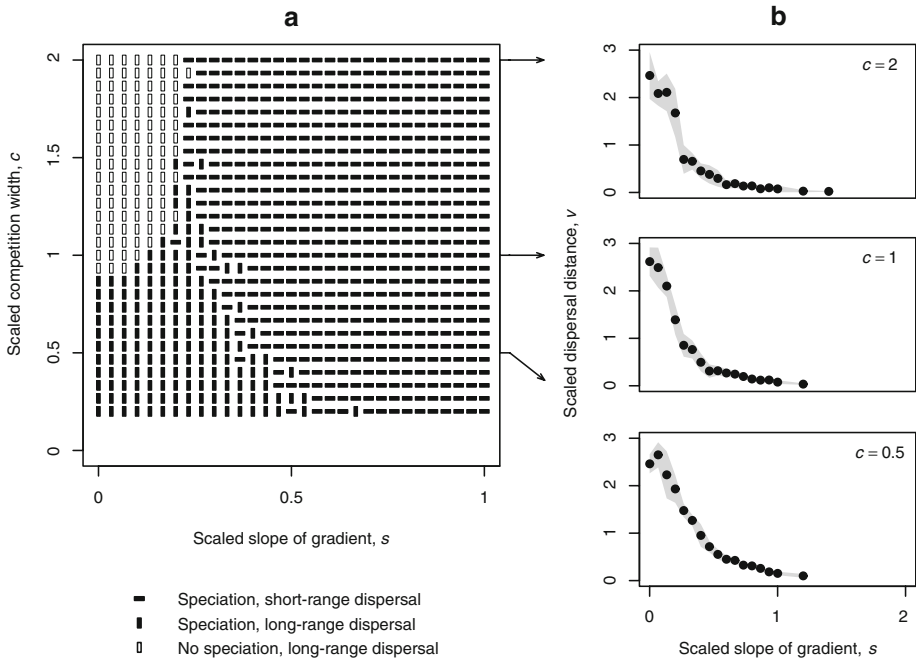 a
b
Scaled competition width, c
2
1.5
1
0.5
0
0
0.5
1
Scaled slope of gradient, s
Speciation, short-range dispersal
Speciation, long-range dispersal
No speciation, long-range dispersal
Scaled dispersal distance, v
c = 2
3
2
1
0
c = 1
3
2
1
0
c = 0.5
3
2
1
0
0
1
2
Scaled slope of gradient, s